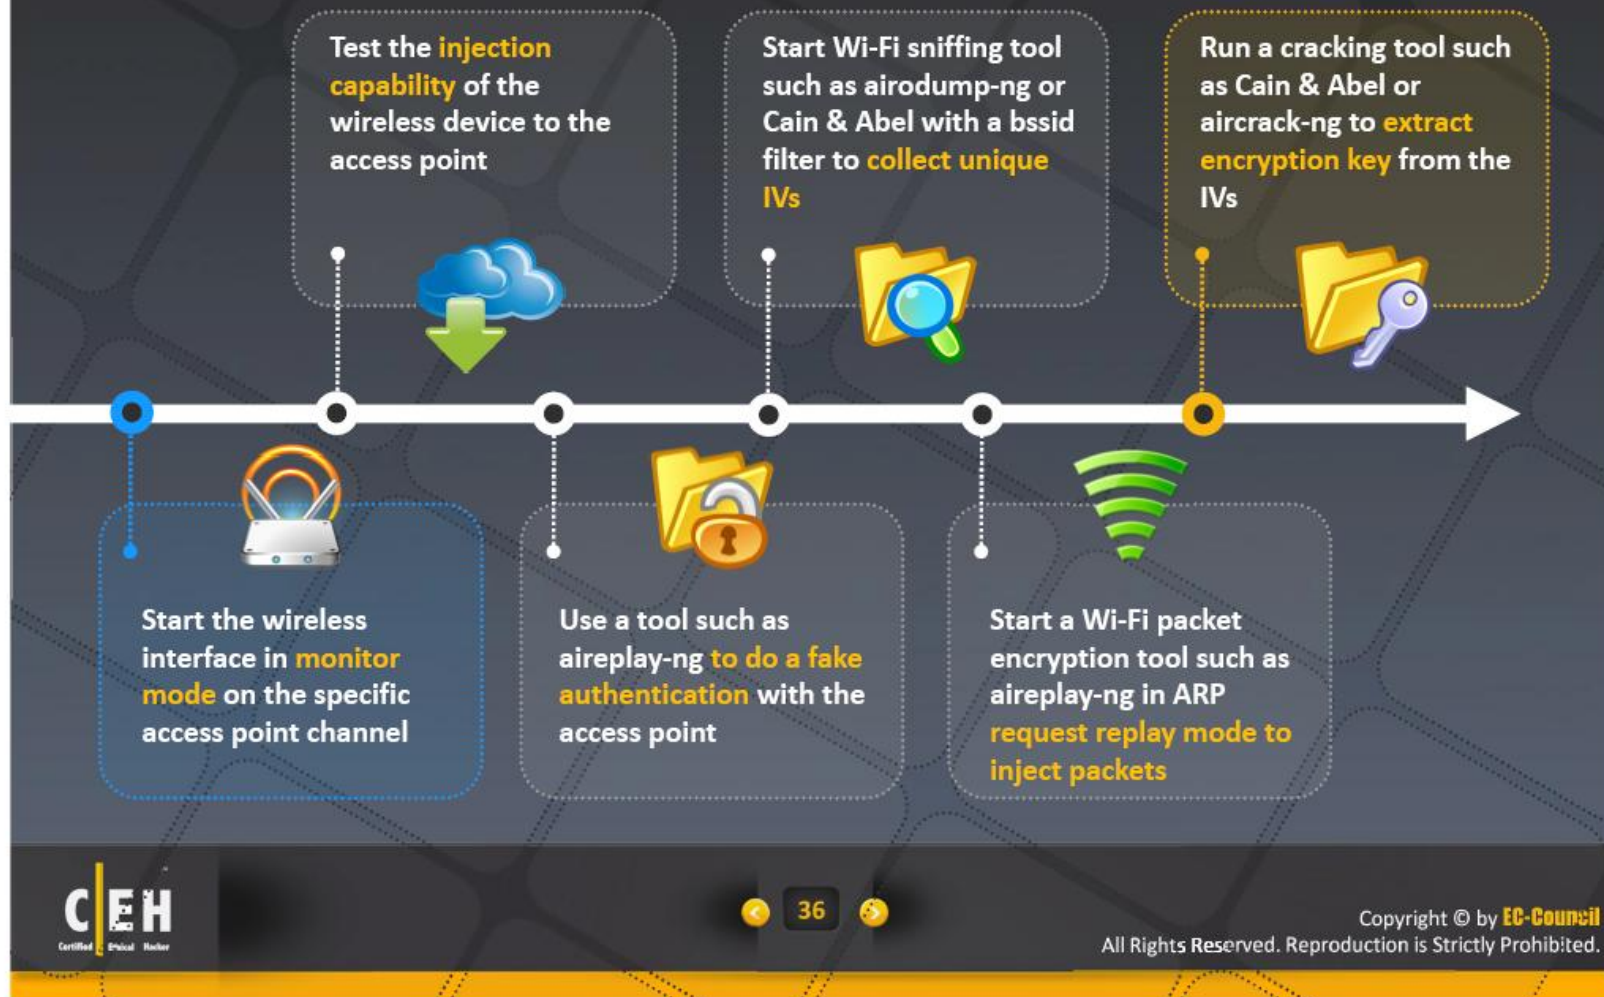 Test the injection
capability of the
wireless device to the
access point
Start Wi-Fi sniffing tool
such as airodump-ng or
Cain & Abel with a bssid
filter to collect unique
IVs
Run a cracking tool such
as Cain & Abel or
aircrack-ng to extract
encryption key from the
IVs
Start the wireless
interface in monitor
mode on the specific
access point channel
Use a tool such as
aireplay-ng to do a fake
authentication with the
access point
Start a Wi-Fi packet
encryption tool such as
aireplay-ng in ARP
request replay mode to
inject packets
C EH
Certified Ethical Hacker
36
Copyright © by EC-Council
All Rights Reserved. Reproduction is Strictly Prohibited.